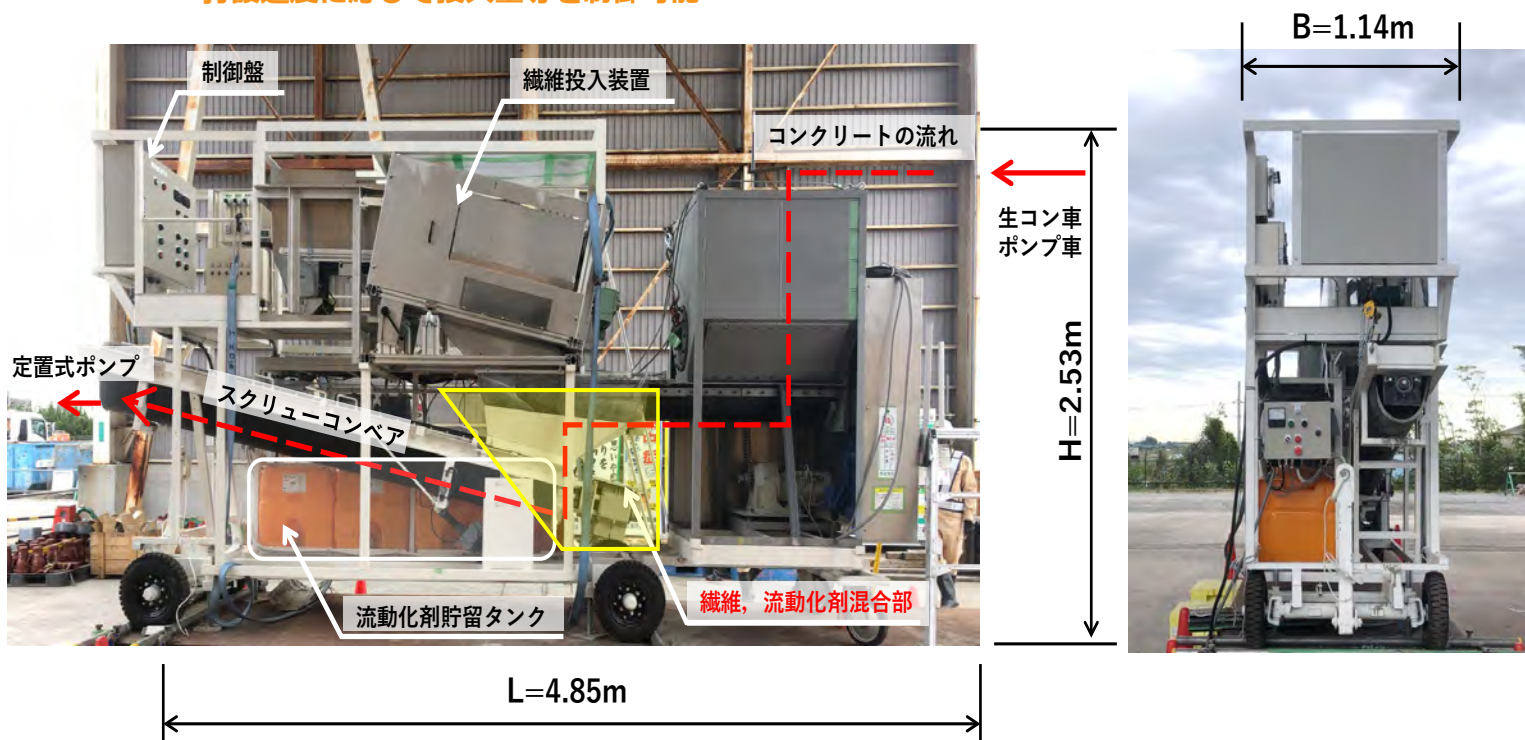 B=1.14m
制御盤
繊維投入装置
コンクリートの流れ
生コン車
ポンプ車
定置式ポンプ
スクリューコンベア
H=2.53m
流動化剤貯留タンク
繊維，流動化剤混合部
L=4.85m